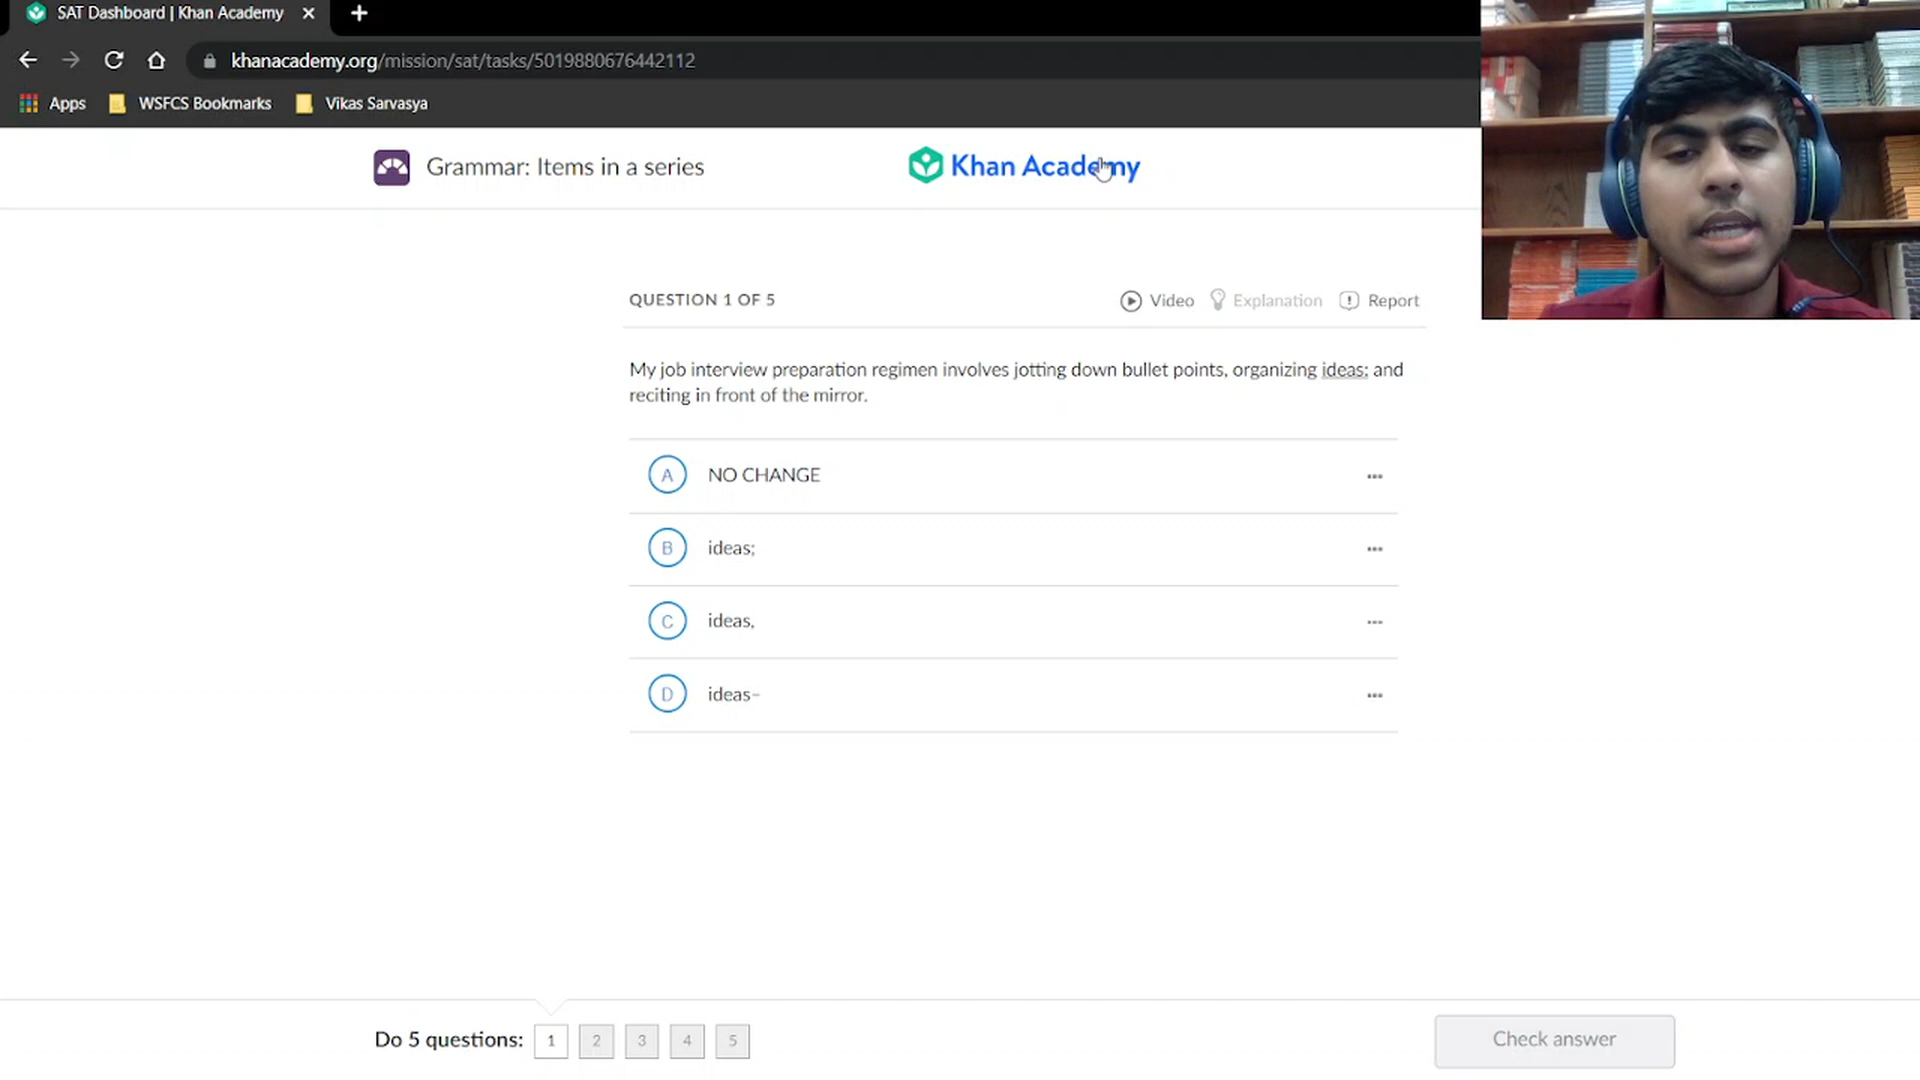 SAT Dashboard | Khan Academy
khanacademy.org/mission/sat/tasks/5019880676442112
Apps WSFCS Bookmarks Vikas Sarvasya
Grammar: Items in a series Khan Academy
QUESTION 1 OF 5 Video Explanation Report
My job interview preparation regimen involves jotting down bullet points, organizing ideas: and
reciting in front of the mirror.
A NO CHANGE
B ideas;
C ideas,
D ideas–
Do 5 questions: 1 2 3 4 5 Check answer